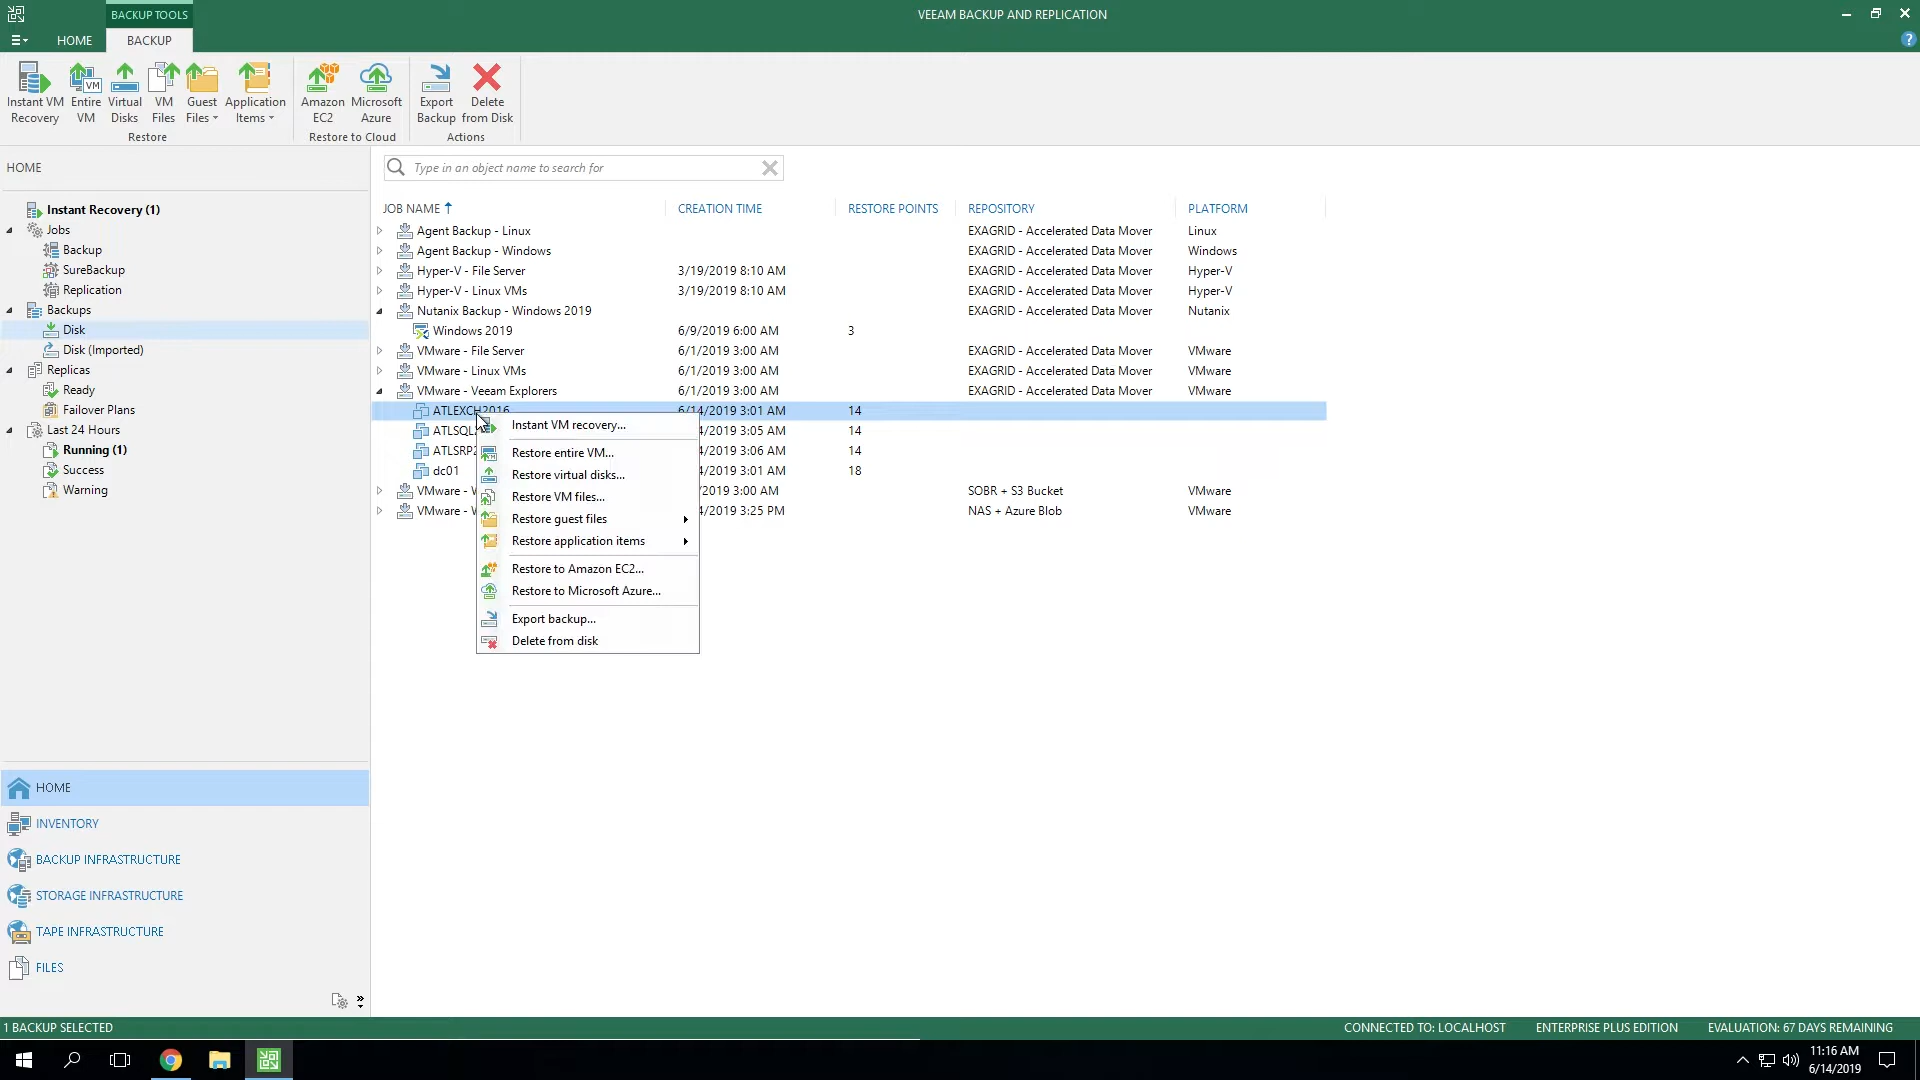 BACKUP TOOLS
VEEAM BACKUP AND REPLICATION
HOME
BACKUP
Instant VM Recovery
Entire VM
Virtual Disks
VM Files
Guest Files
Application Items
Amazon EC2
Microsoft Azure
Export Backup
Delete from Disk
Restore
Restore to Cloud
Actions
HOME
Instant Recovery (1)
Jobs
Backup
SureBackup
Replication
Backups
Disk
Disk (Imported)
Replicas
Ready
Failover Plans
Last 24 Hours
Running (1)
Success
Warning
HOME
INVENTORY
BACKUP INFRASTRUCTURE
STORAGE INFRASTRUCTURE
TAPE INFRASTRUCTURE
FILES
Type in an object name to search for
JOB NAME CREATION TIME RESTORE POINTS REPOSITORY PLATFORM
Agent Backup - Linux EXAGRID - Accelerated Data Mover Linux
Agent Backup - Windows EXAGRID - Accelerated Data Mover Windows
Hyper-V - File Server 3/19/2019 8:10 AM EXAGRID - Accelerated Data Mover Hyper-V
Hyper-V - Linux VMs 3/19/2019 8:10 AM EXAGRID - Accelerated Data Mover Hyper-V
Nutanix Backup - Windows 2019 EXAGRID - Accelerated Data Mover Nutanix
Windows 2019 6/9/2019 6:00 AM 3
VMware - File Server 6/1/2019 3:00 AM EXAGRID - Accelerated Data Mover VMware
VMware - Linux VMs 6/1/2019 3:00 AM EXAGRID - Accelerated Data Mover VMware
VMware - Veeam Explorers 6/1/2019 3:00 AM EXAGRID - Accelerated Data Mover VMware
ATLEXCH2016 6/14/2019 3:01 AM 14
ATLSQL 4/2019 3:05 AM 14
ATLSRP 4/2019 3:06 AM 14
dc01 4/2019 3:01 AM 18
VMware - /2019 3:00 AM SOBR + S3 Bucket VMware
VMware - 4/2019 3:25 PM NAS + Azure Blob VMware
Instant VM recovery...
Restore entire VM...
Restore virtual disks...
Restore VM files...
Restore guest files
Restore application items
Restore to Amazon EC2...
Restore to Microsoft Azure...
Export backup...
Delete from disk
1 BACKUP SELECTED
CONNECTED TO: LOCALHOST
ENTERPRISE PLUS EDITION
EVALUATION: 67 DAYS REMAINING
11:16 AM
6/14/2019